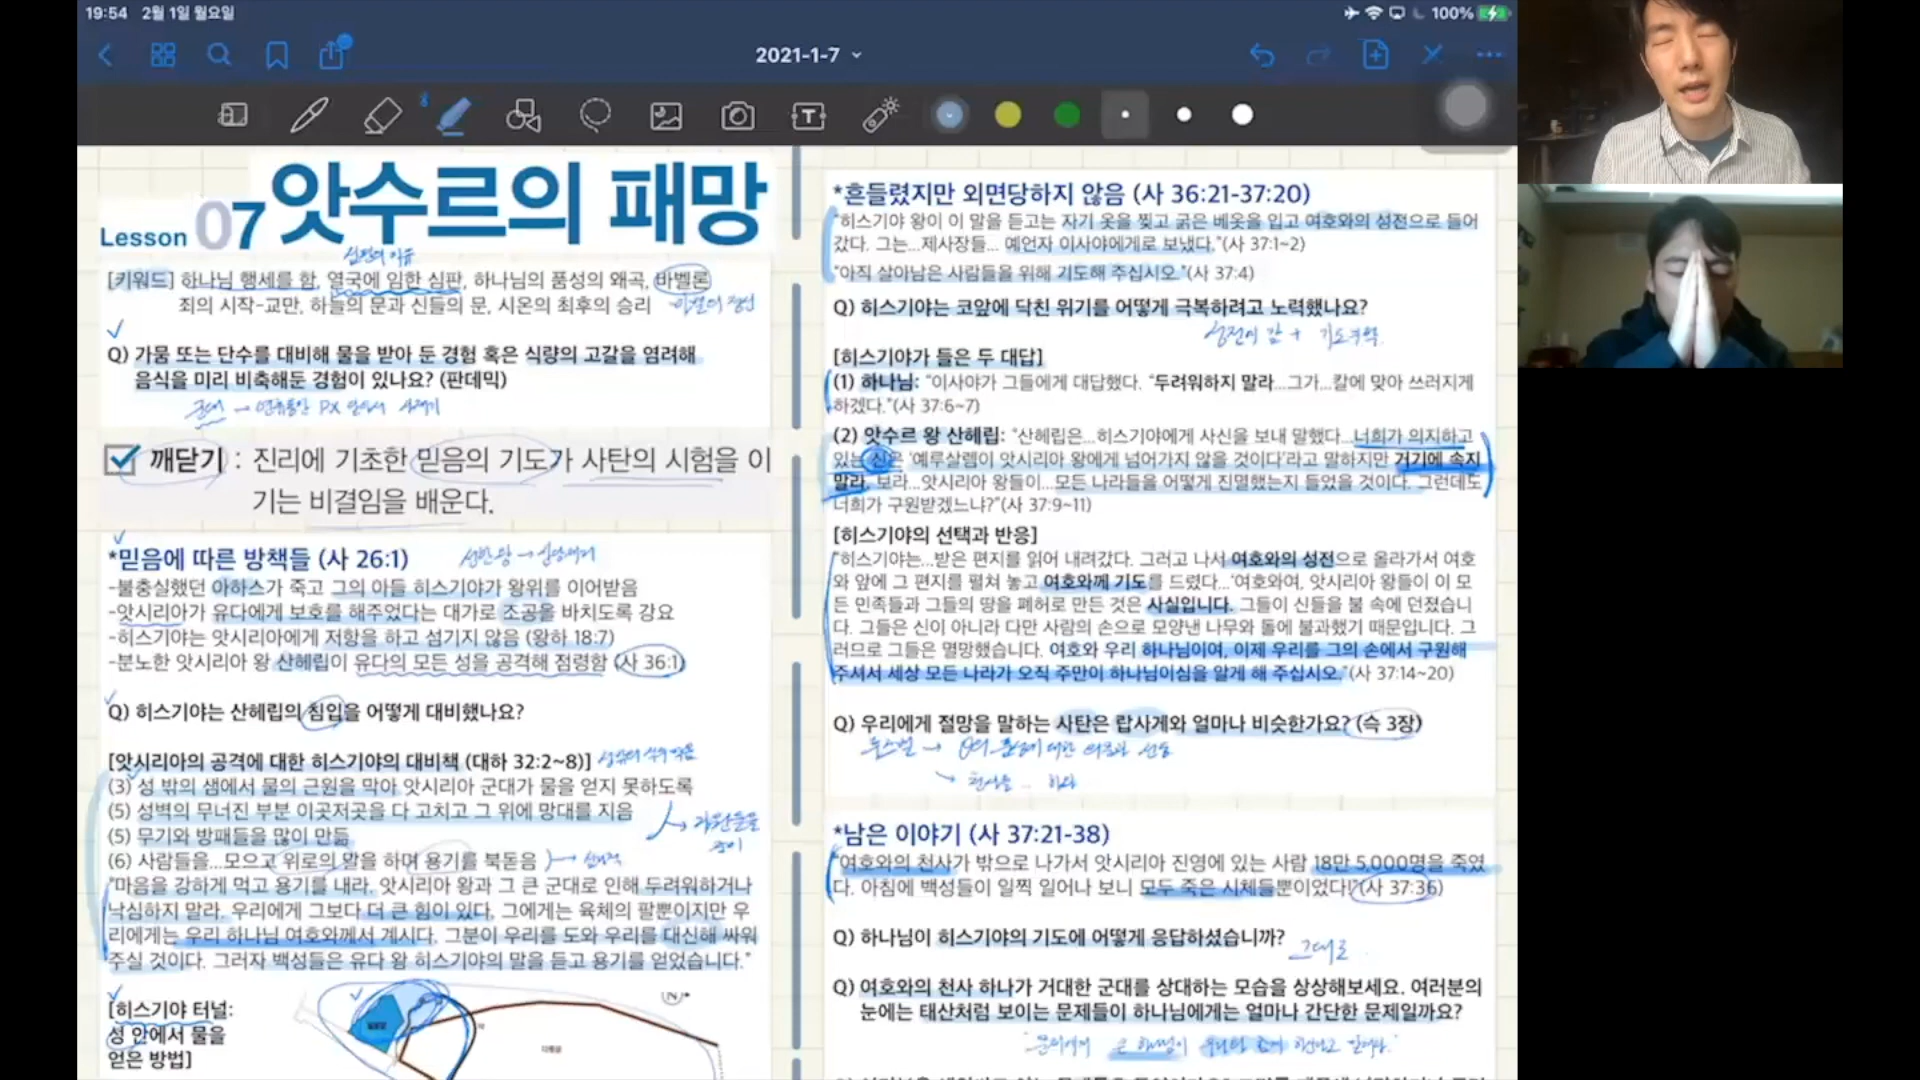 19:54 2월 1일 월요일
100%
2021-1-7
Lesson 07 앗수르의 패망
[키워드] 하나님 행세를 함, 열국에 임한 심판, 하나님의 품성의 왜곡, 바벨론
죄의 시작-교만, 하늘의 문과 신들의 문, 시온의 최후의 승리
Q) 가뭄 또는 단수를 대비해 물을 받아 둔 경험 혹은 식량의 고갈을 염려해
음식을 미리 비축해둔 경험이 있나요? (판데믹)
깨닫기 : 진리에 기초한 믿음의 기도가 사탄의 시험을 이
기는 비결임을 배운다.
*믿음에 따른 방책들 (사 26:1)
-불충실했던 아하스가 죽고 그의 아들 히스기야가 왕위를 이어받음
-앗시리아가 유다에게 보호를 해주었다는 대가로 조공을 바치도록 강요
-히스기야는 앗시리아에게 저항을 하고 섬기지 않음 (왕하 18:7)
-분노한 앗시리아 왕 산헤립이 유다의 모든 성을 공격해 점령함 (사 36:1)
Q) 히스기야는 산헤립의 침입을 어떻게 대비했나요?
[앗시리아의 공격에 대한 히스기야의 대비책 (대하 32:2~8)]
(3) 성 밖의 샘에서 물의 근원을 막아 앗시리아 군대가 물을 얻지 못하도록
(5) 성벽의 무너진 부분 이곳저곳을 다 고치고 그 위에 망대를 지음
(5) 무기와 방패들을 많이 만듦
(6) 사람들을...모으고 위로의 말을 하며 용기를 북돋음
"마음을 강하게 먹고 용기를 내라. 앗시리아 왕과 그 큰 군대로 인해 두려워하거나
낙심하지 말라. 우리에게 그보다 더 큰 힘이 있다, 그에게는 육체의 팔뿐이지만 우
리에게는 우리 하나님 여호와께서 계시다. 그분이 우리를 도와 우리를 대신해 싸워
주실 것이다. 그러자 백성들은 유다 왕 히스기야의 말을 듣고 용기를 얻었습니다."
[히스기야 터널:
성 안에서 물을
얻은 방법]
N
*흔들렸지만 외면당하지 않음 (사 36:21-37:20)
"히스기야 왕이 이 말을 듣고는 자기 옷을 찢고 굵은 베옷을 입고 여호와의 성전으로 들어
갔다. 그는...제사장들... 예언자 이사야에게로 보냈다."(사 37:1~2)
"아직 살아남은 사람들을 위해 기도해 주십시오."(사 37:4)
Q) 히스기야는 코앞에 닥친 위기를 어떻게 극복하려고 노력했나요?
[히스기야가 들은 두 대답]
(1) 하나님: "이사야가 그들에게 대답했다. "두려워하지 말라...그가...칼에 맞아 쓰러지게
하겠다."(사 37:6~7)
(2) 앗수르 왕 산헤립: "산헤립은...히스기야에게 사신을 보내 말했다...너희가 의지하고
있는 신은 '예루살렘이 앗시리아 왕에게 넘어가지 않을 것이다'라고 말하지만 거기에 속지
말라. 보라...앗시리아 왕들이...모든 나라들을 어떻게 진멸했는지 들었을 것이다. 그런데도
너희가 구원받겠느냐?"(사 37:9~11)
[히스기야의 선택과 반응]
"히스기야는...받은 편지를 읽어 내려갔다. 그러고 나서 여호와의 성전으로 올라가서 여호
와 앞에 그 편지를 펼쳐 놓고 여호와께 기도를 드렸다...'여호와여, 앗시리아 왕들이 이 모
든 민족들과 그들의 땅을 폐허로 만든 것은 사실입니다. 그들이 신들을 불 속에 던졌습니
다. 그들은 신이 아니라 다만 사람의 손으로 모양낸 나무와 돌에 불과했기 때문입니다. 그
러므로 그들은 멸망했습니다. 여호와 우리 하나님이여, 이제 우리를 그의 손에서 구원해
주셔서 세상 모든 나라가 오직 주만이 하나님이심을 알게 해 주십시오.'(사 37:14~20)
Q) 우리에게 절망을 말하는 사탄은 랍사게와 얼마나 비슷한가요? (슥 3장)
*남은 이야기 (사 37:21-38)
"여호와의 천사가 밖으로 나가서 앗시리아 진영에 있는 사람 18만 5,000명을 죽였
다. 아침에 백성들이 일찍 일어나 보니 모두 죽은 시체들뿐이었다!"(사 37:36)
Q) 하나님이 히스기야의 기도에 어떻게 응답하셨습니까?
그대로
Q) 여호와의 천사 하나가 거대한 군대를 상대하는 모습을 상상해보세요. 여러분의
눈에는 태산처럼 보이는 문제들이 하나님에게는 얼마나 간단한 문제일까요?